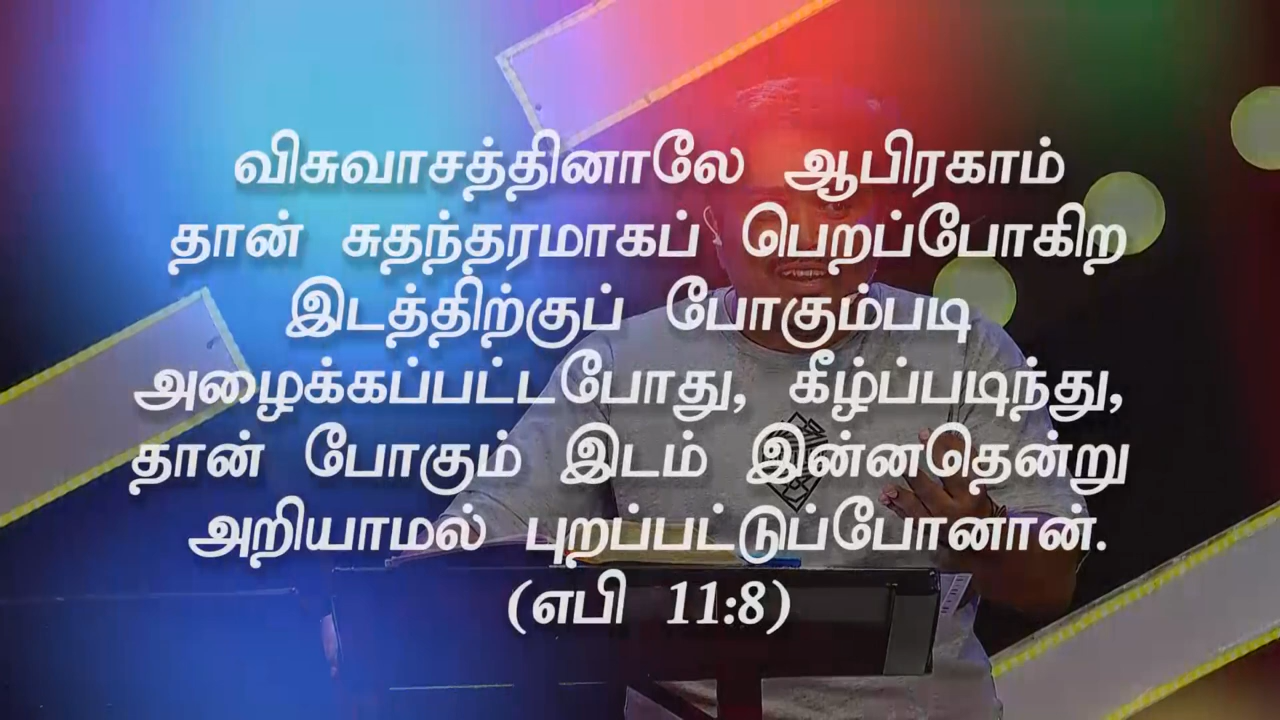 விசுவாசத்தினாலே ஆபிரகாம்
தான் சுதந்தரமாகப் பெறப்போகிற
இடத்திற்குப் போகும்படி
அழைக்கப்பட்டபோது, கீழ்ப்படிந்து,
தான் போகும் இடம் இன்னதென்று
அறியாமல் புறப்பட்டுப்போனான்.
(எபி 11:8)